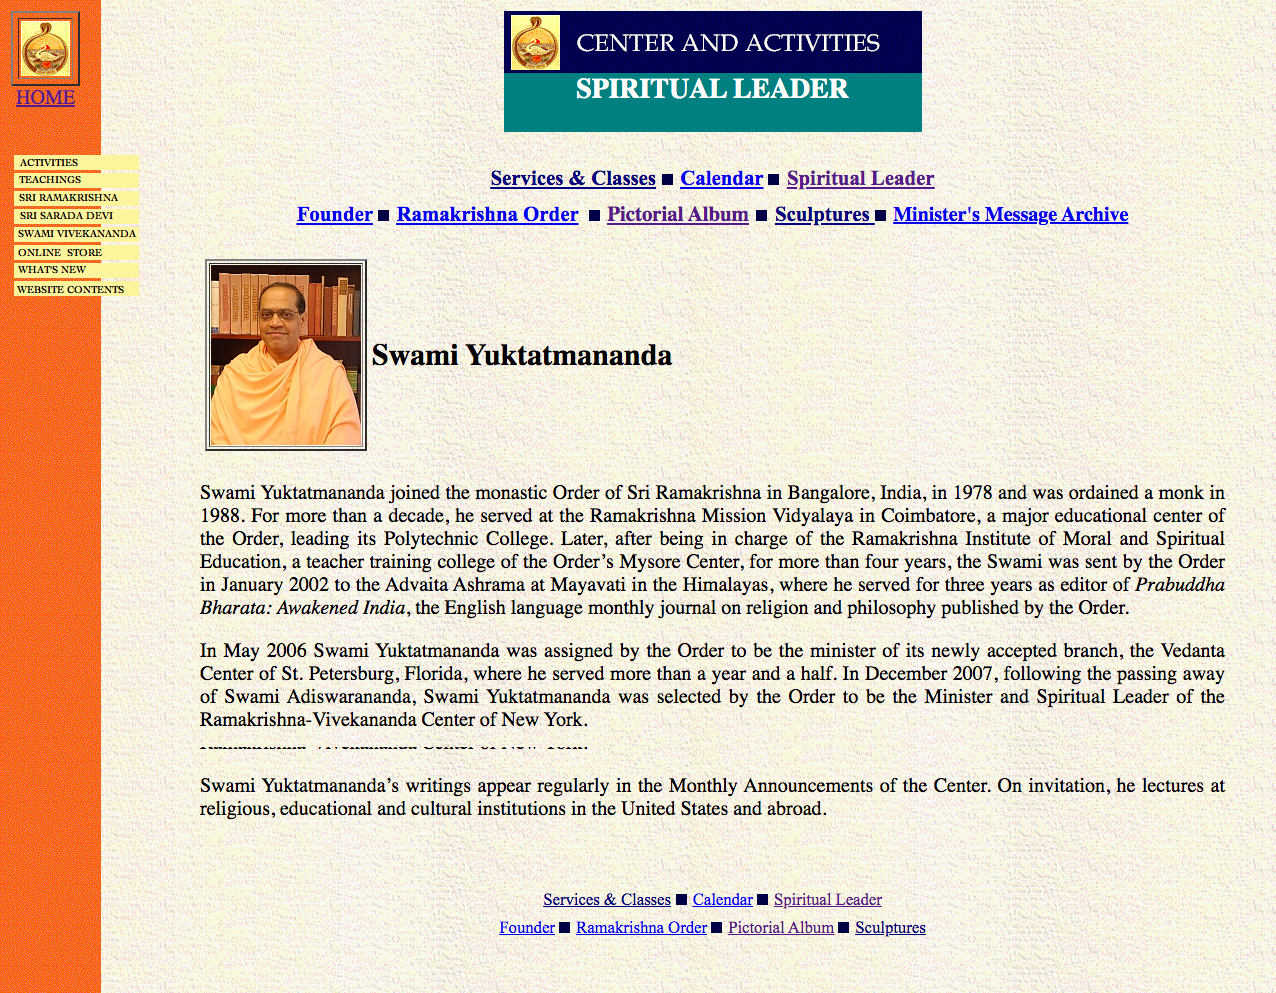 CENTER AND ACTIVITIES
SPIRITUAL LEADER
HOME
ACTIVITIES
TEACHINGS
SRI RAMAKRISHNA
SRI SARADA DEVI
SWAMI VIVEKANANDA
ONLINE STORE
WHAT'S NEW
WEBSITE CONTENTS
Services & Classes ■ Calendar ■ Spiritual Leader
Founder ■ Ramakrishna Order ■ Pictorial Album ■ Sculptures ■ Minister's Message Archive
Swami Yuktatmananda
Swami Yuktatmananda joined the monastic Order of Sri Ramakrishna in Bangalore, India, in 1978 and was ordained a monk in
1988. For more than a decade, he served at the Ramakrishna Mission Vidyalaya in Coimbatore, a major educational center of
the Order, leading its Polytechnic College. Later, after being in charge of the Ramakrishna Institute of Moral and Spiritual
Education, a teacher training college of the Order’s Mysore Center, for more than four years, the Swami was sent by the Order
in January 2002 to the Advaita Ashrama at Mayavati in the Himalayas, where he served for three years as editor of Prabuddha
Bharata: Awakened India, the English language monthly journal on religion and philosophy published by the Order.
In May 2006 Swami Yuktatmananda was assigned by the Order to be the minister of its newly accepted branch, the Vedanta
Center of St. Petersburg, Florida, where he served more than a year and a half. In December 2007, following the passing away
of Swami Adiswarananda, Swami Yuktatmananda was selected by the Order to be the Minister and Spiritual Leader of the
Ramakrishna-Vivekananda Center of New York.
Swami Yuktatmananda’s writings appear regularly in the Monthly Announcements of the Center. On invitation, he lectures at
religious, educational and cultural institutions in the United States and abroad.
Services & Classes ■ Calendar ■ Spiritual Leader
Founder ■ Ramakrishna Order ■ Pictorial Album ■ Sculptures